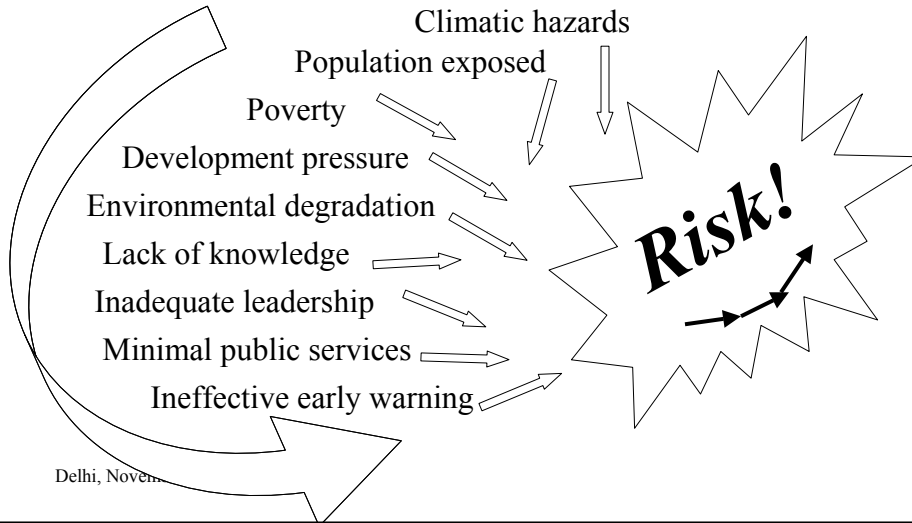 Climatic hazards
Population exposed
Poverty
Development pressure
Environmental degradation
Lack of knowledge
Inadequate leadership
Minimal public services
Ineffective early warning
Risk!
Delhi,